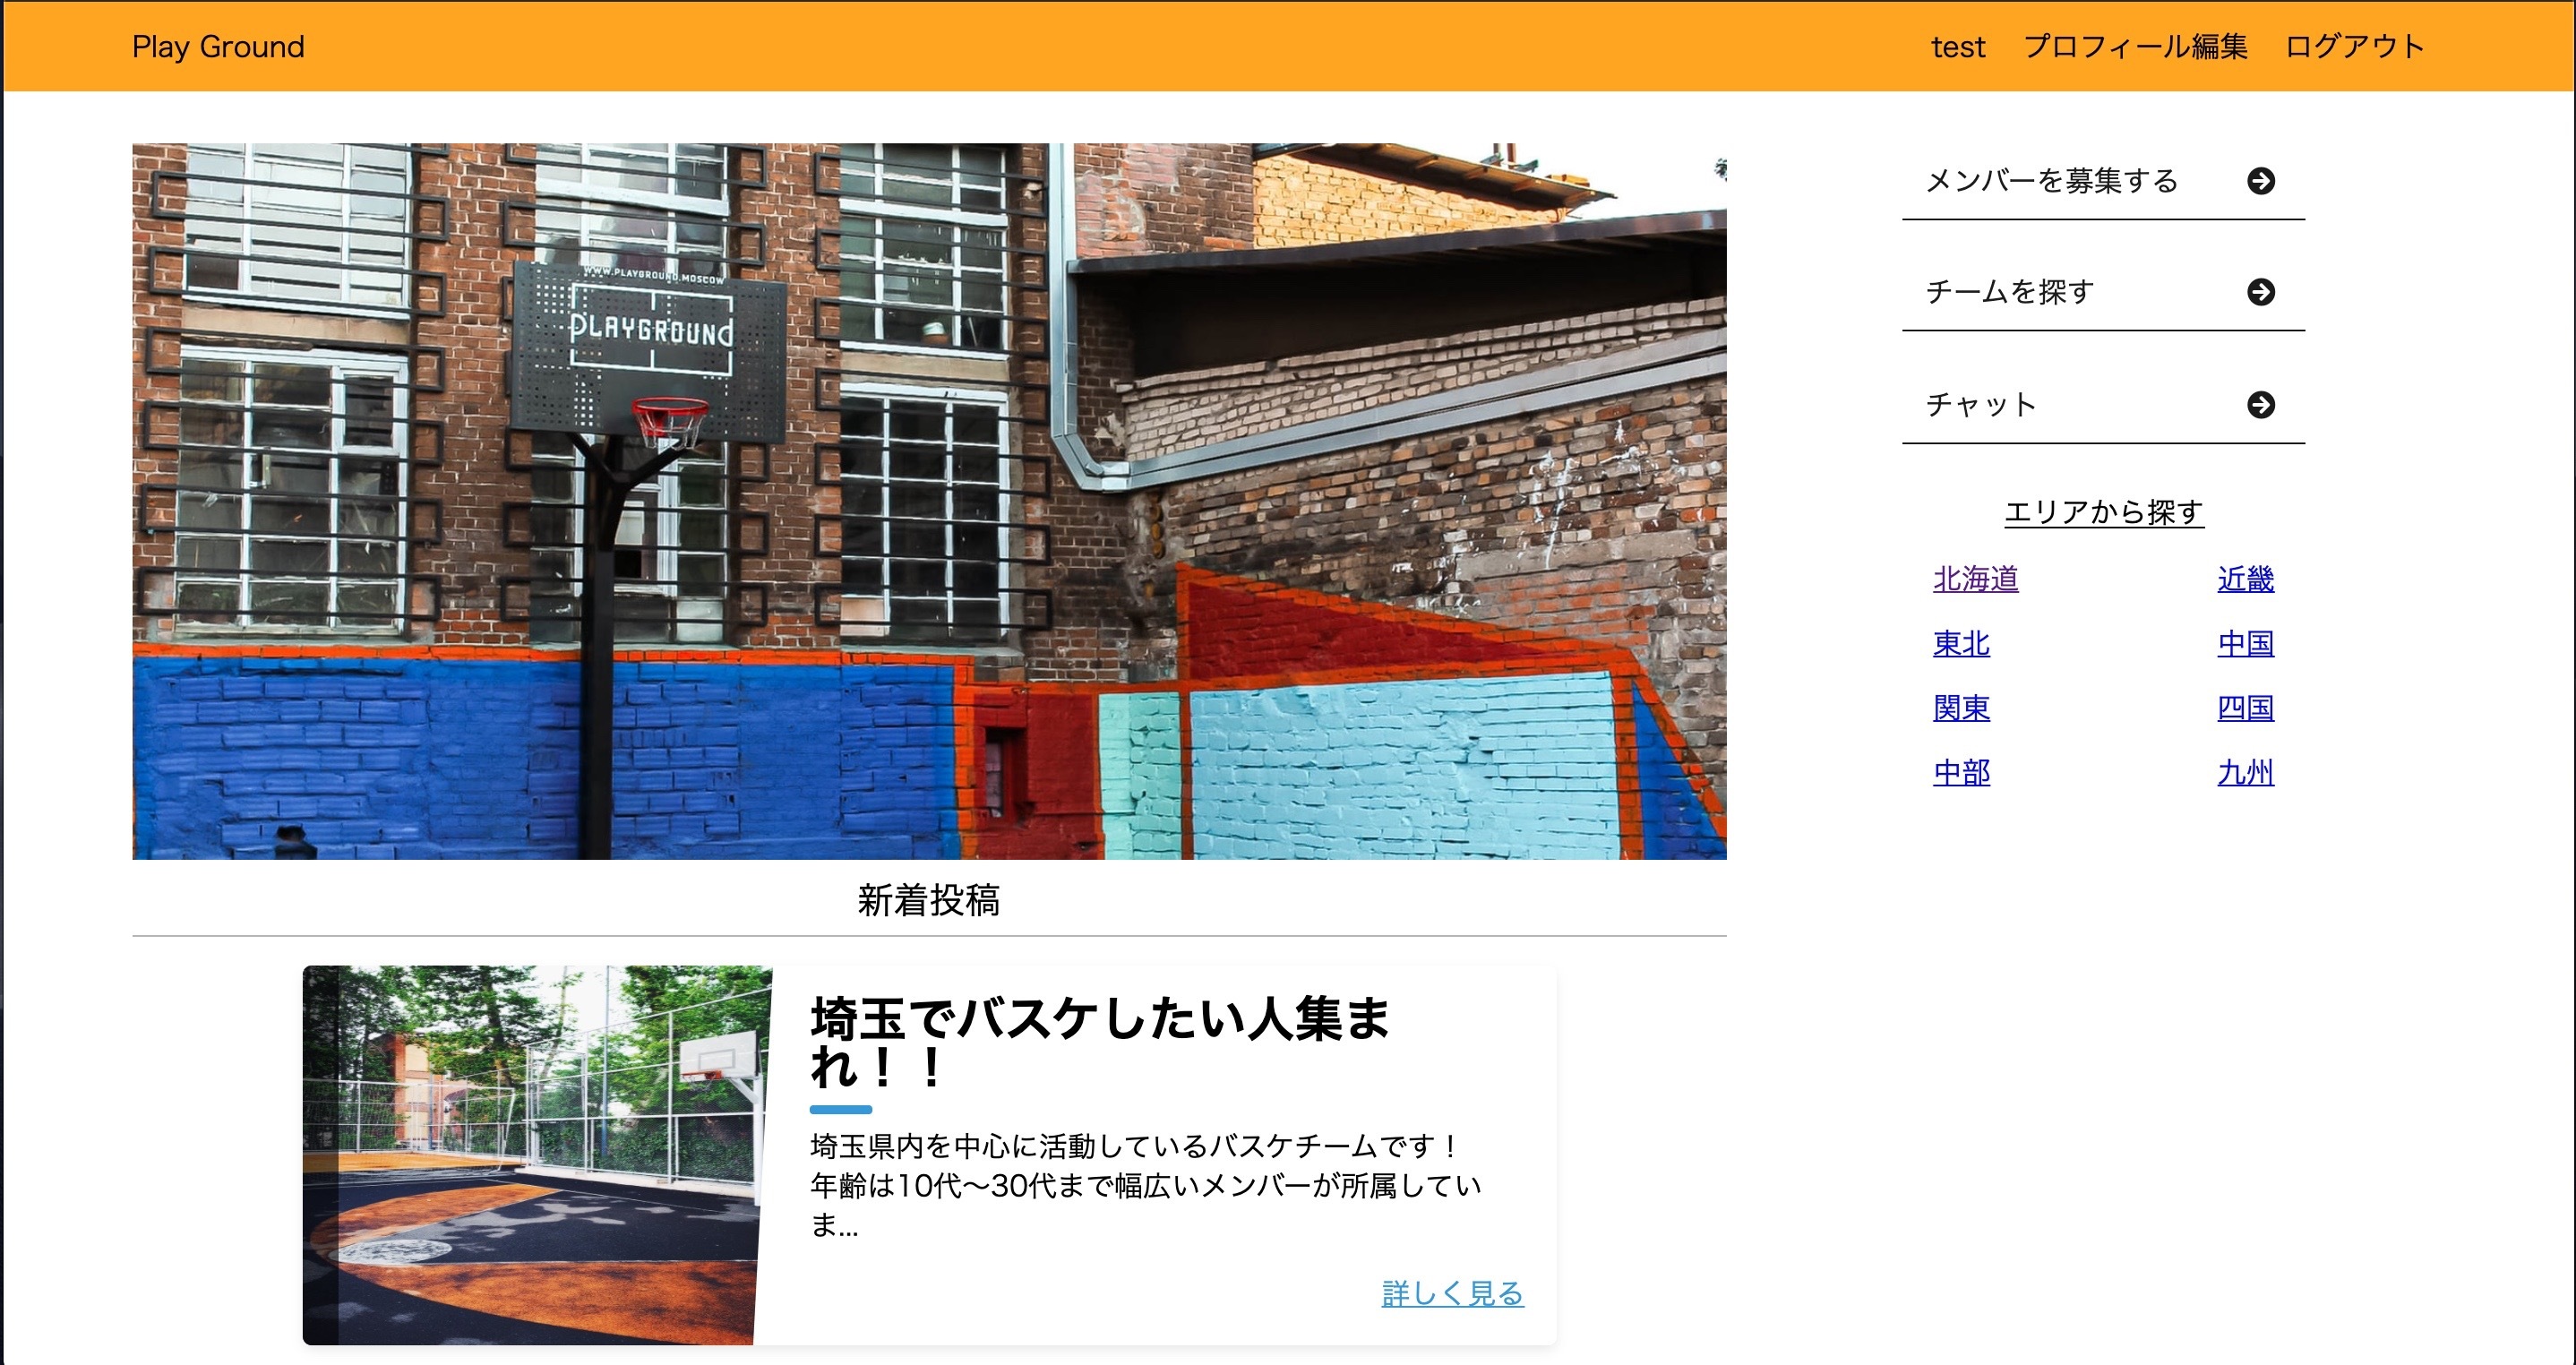 Play Ground
test プロフィール編集 ログアウト
WWW.PLAYGROUND.MOSCOW
PLAYGROUND
メンバーを募集する
チームを探す
チャット
エリアから探す
北海道 近畿
東北 中国
関東 四国
中部 九州
新着投稿
埼玉でバスケしたい人集ま
れ！！
埼玉県内を中心に活動しているバスケチームです！
年齢は10代〜30代まで幅広いメンバーが所属してい
ま...
詳しく見る